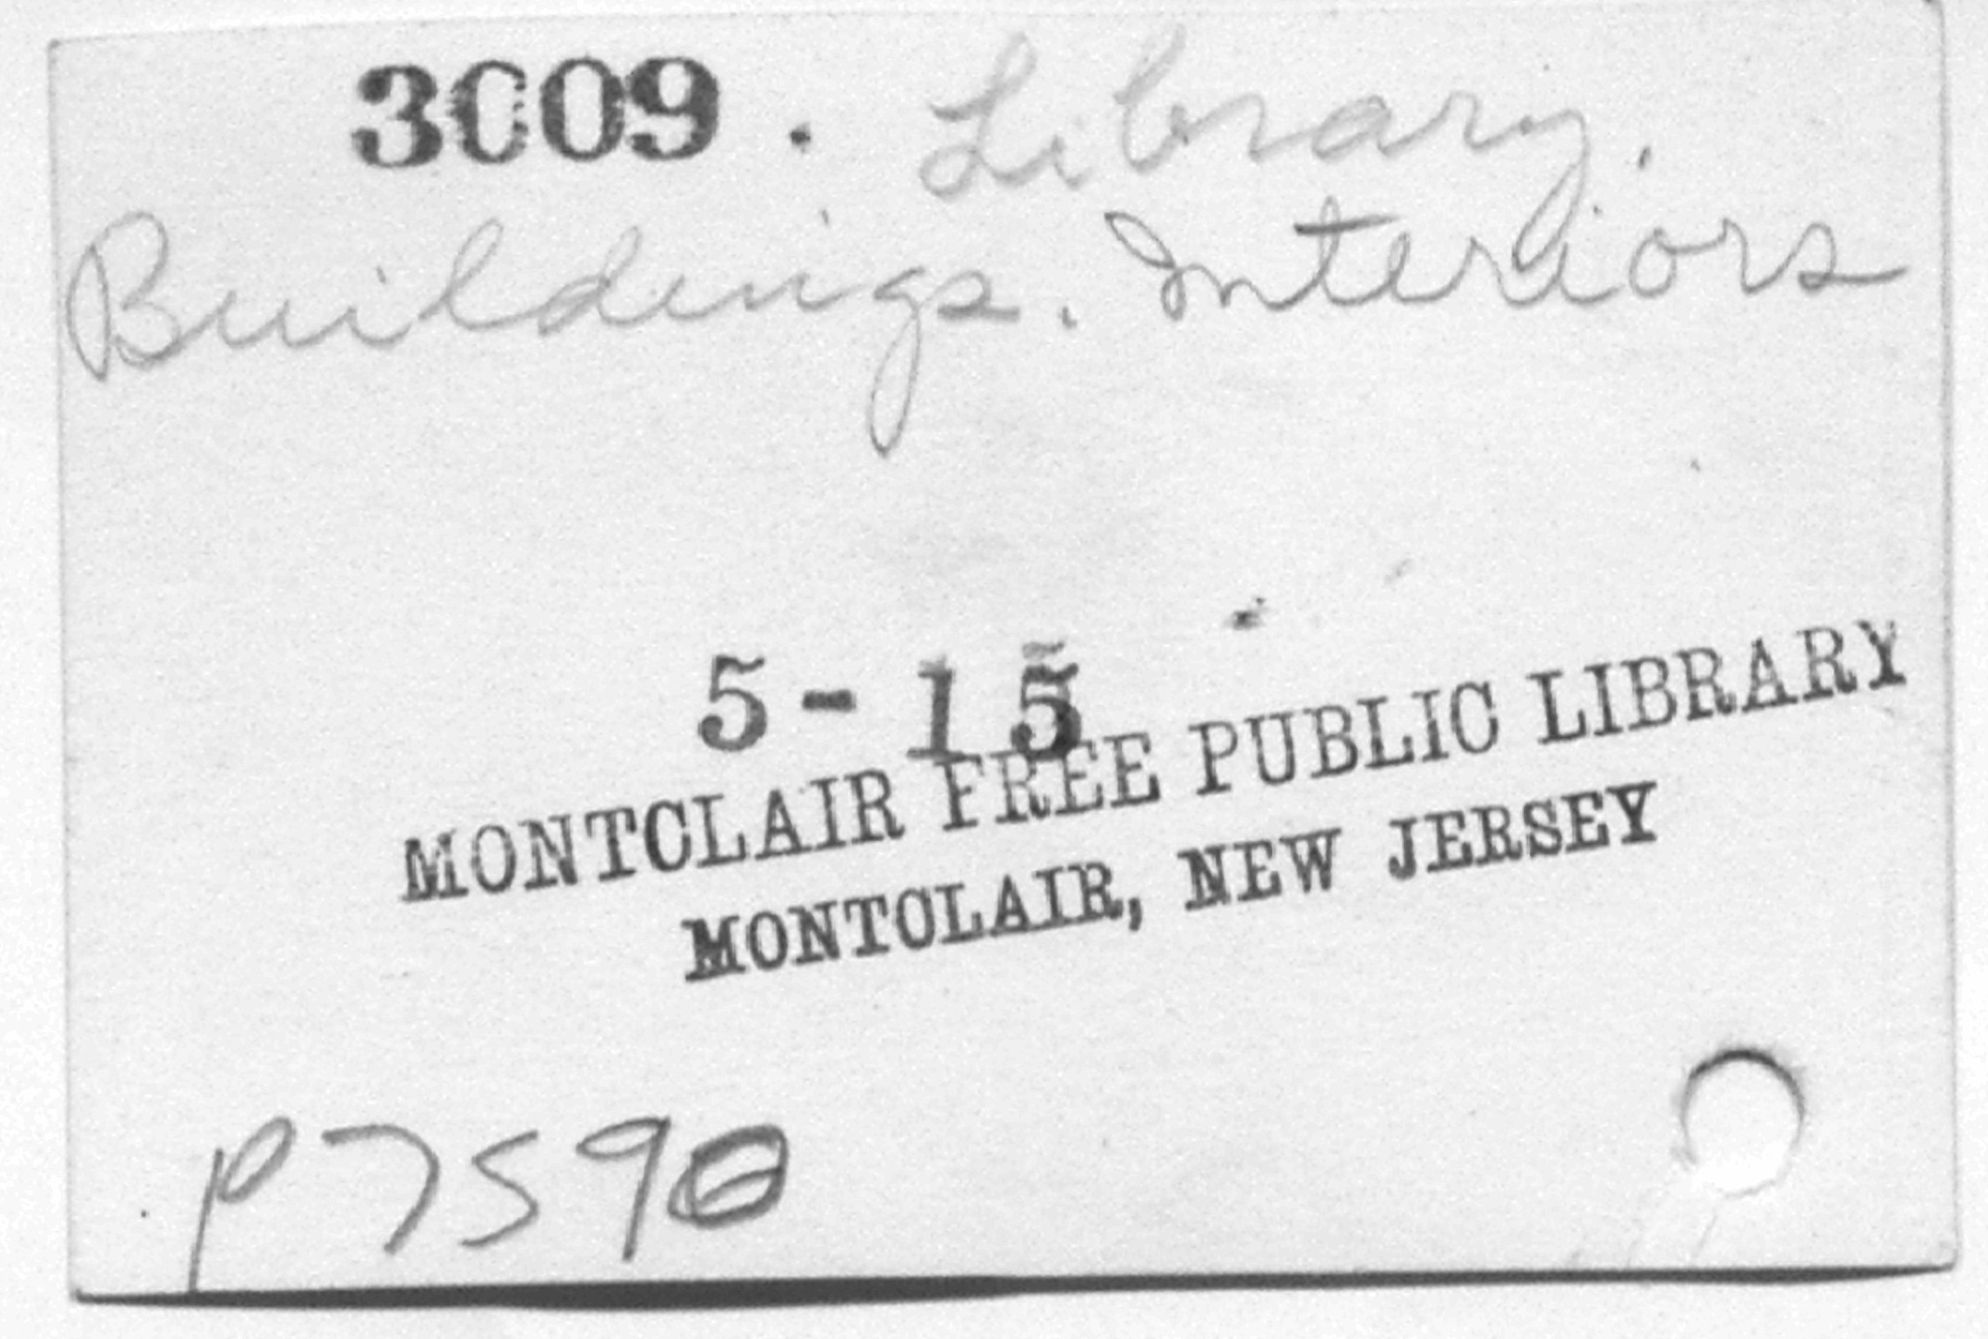 3009. Library.
Buildings. Interiors
5-15
MONTCLAIR FREE PUBLIC LIBRARY
MONTCLAIR, NEW JERSEY
P7590